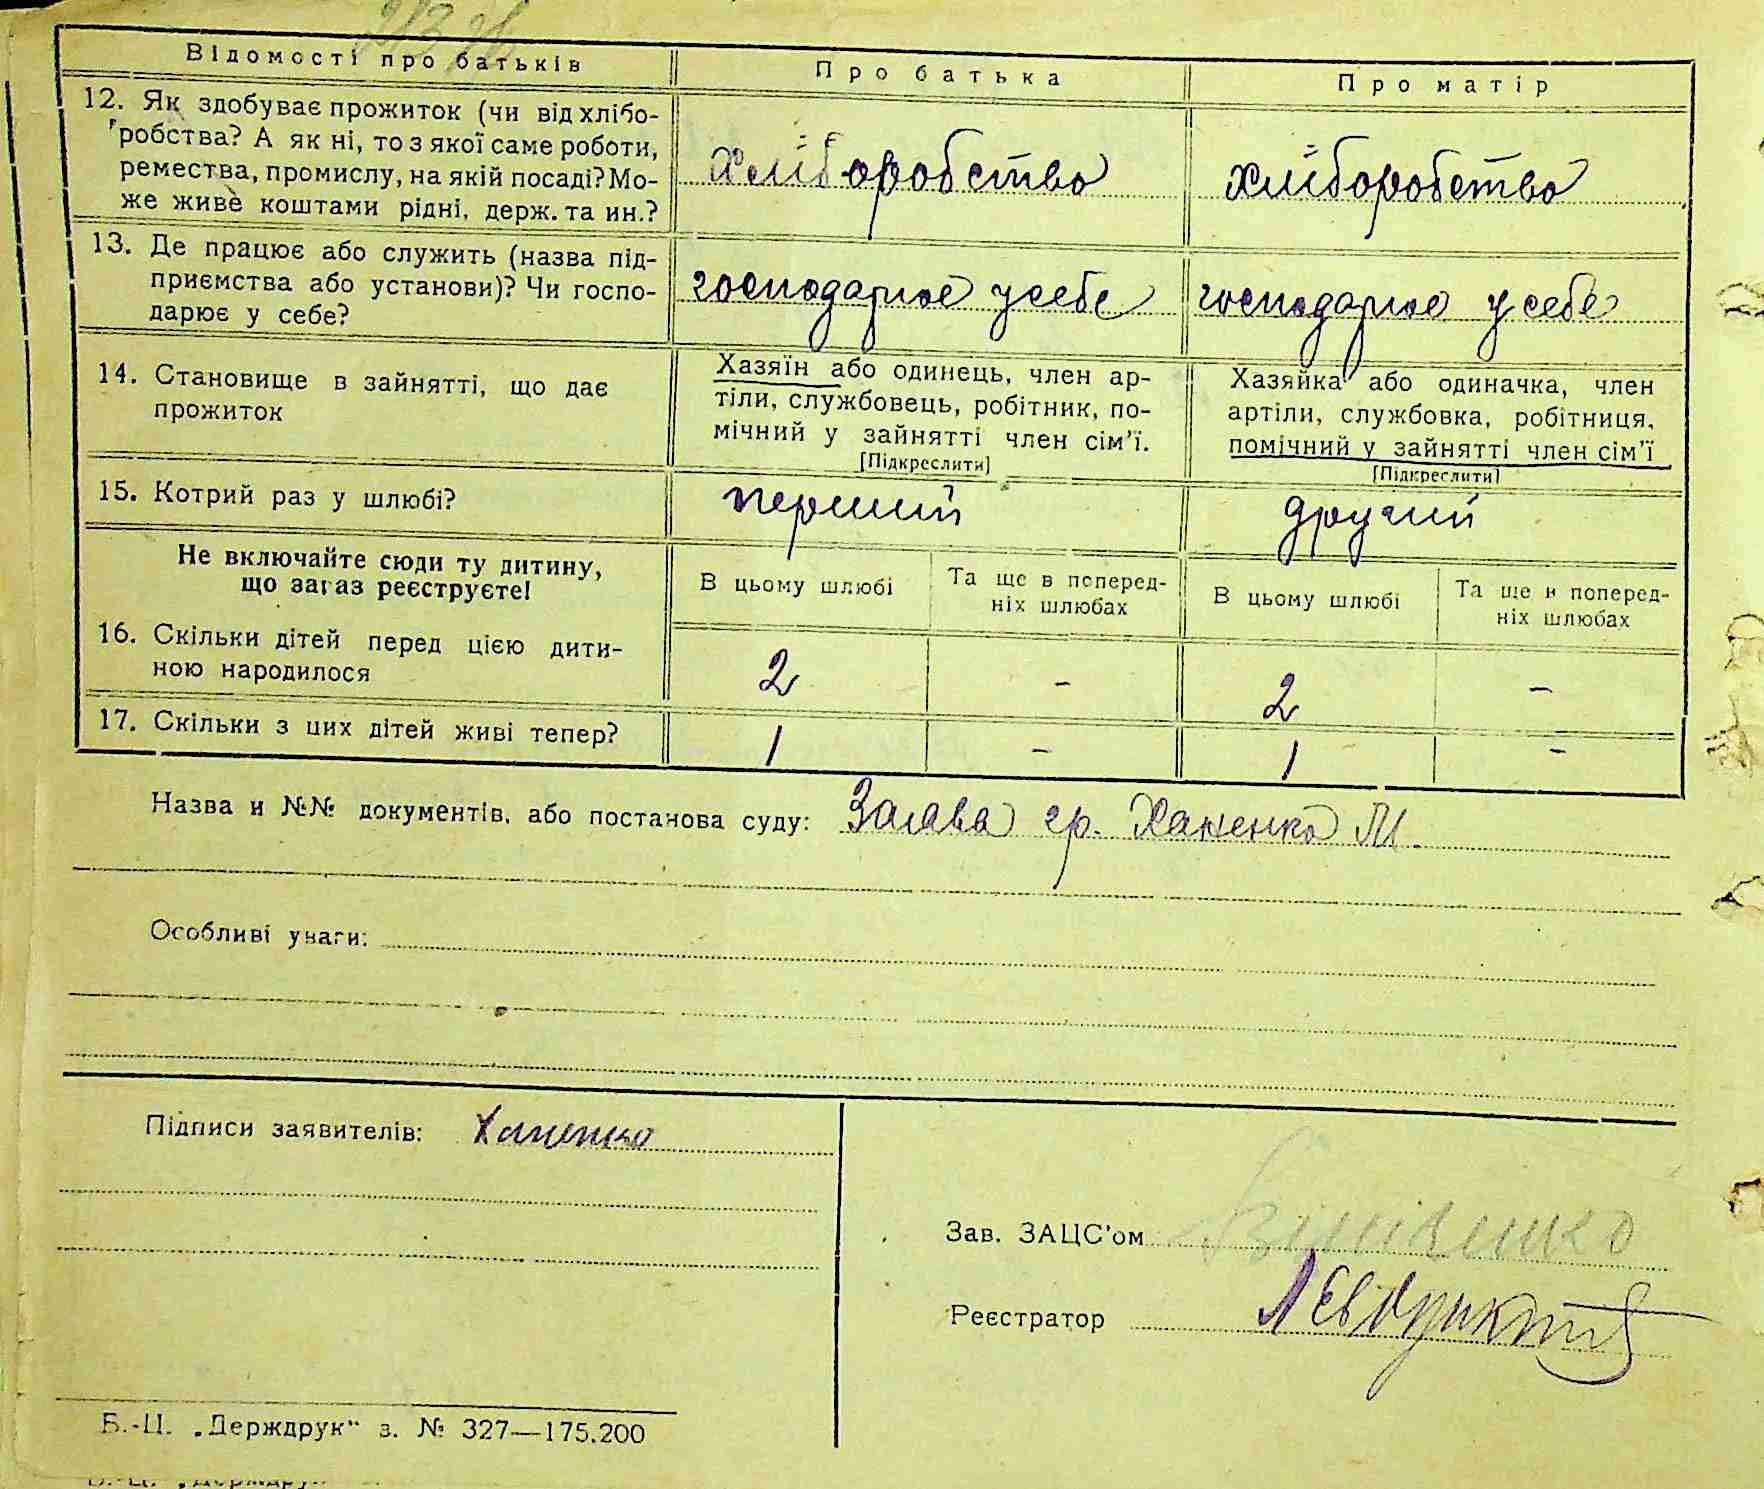 Відомості про батьків
Про батька
Про матір
12. Як здобуває прожиток (чи від хлібо-
робства? А як ні, то з якої саме роботи,
ремества, промислу, на якій посаді? Мо-
же живе коштами рідні, держ. та ин.?
хліборобство
хліборобство
13. Де працює або служить (назва під-
приємства або установи)? Чи госпо-
дарює у себе?
господарює у себе
господарює у себе
14. Становище в зайнятті, що дає
прожиток
Хазяїн або одинець, член ар-
тіли, службовець, робітник, по-
мічний у зайнятті член сім'ї.
[Підкреслити]
Хазяйка або одиначка, член
артіли, службовка, робітниця,
помічний у зайнятті член сім'ї
[Підкреслити]
15. Котрий раз у шлюбі?
перший
другий
Не включайте сюди ту дитину,
що зараз реєструєте!
В цьому шлюбі
Та ще в поперед-
ніх шлюбах
В цьому шлюбі
Та ще в поперед-
ніх шлюбах
16. Скільки дітей перед цією дити-
ною народилося
2
-
2
-
17. Скільки з цих дітей живі тепер?
1
-
1
-
Назва и №№ документів, або постанова суду: Заява гр. Ханенко М.
Особливі уваги:
Підписи заявителів: Ханенко
Зав. ЗАЦС'ом
Реєстратор
Б.-Ц. „Держдрук" з. № 327—175.200